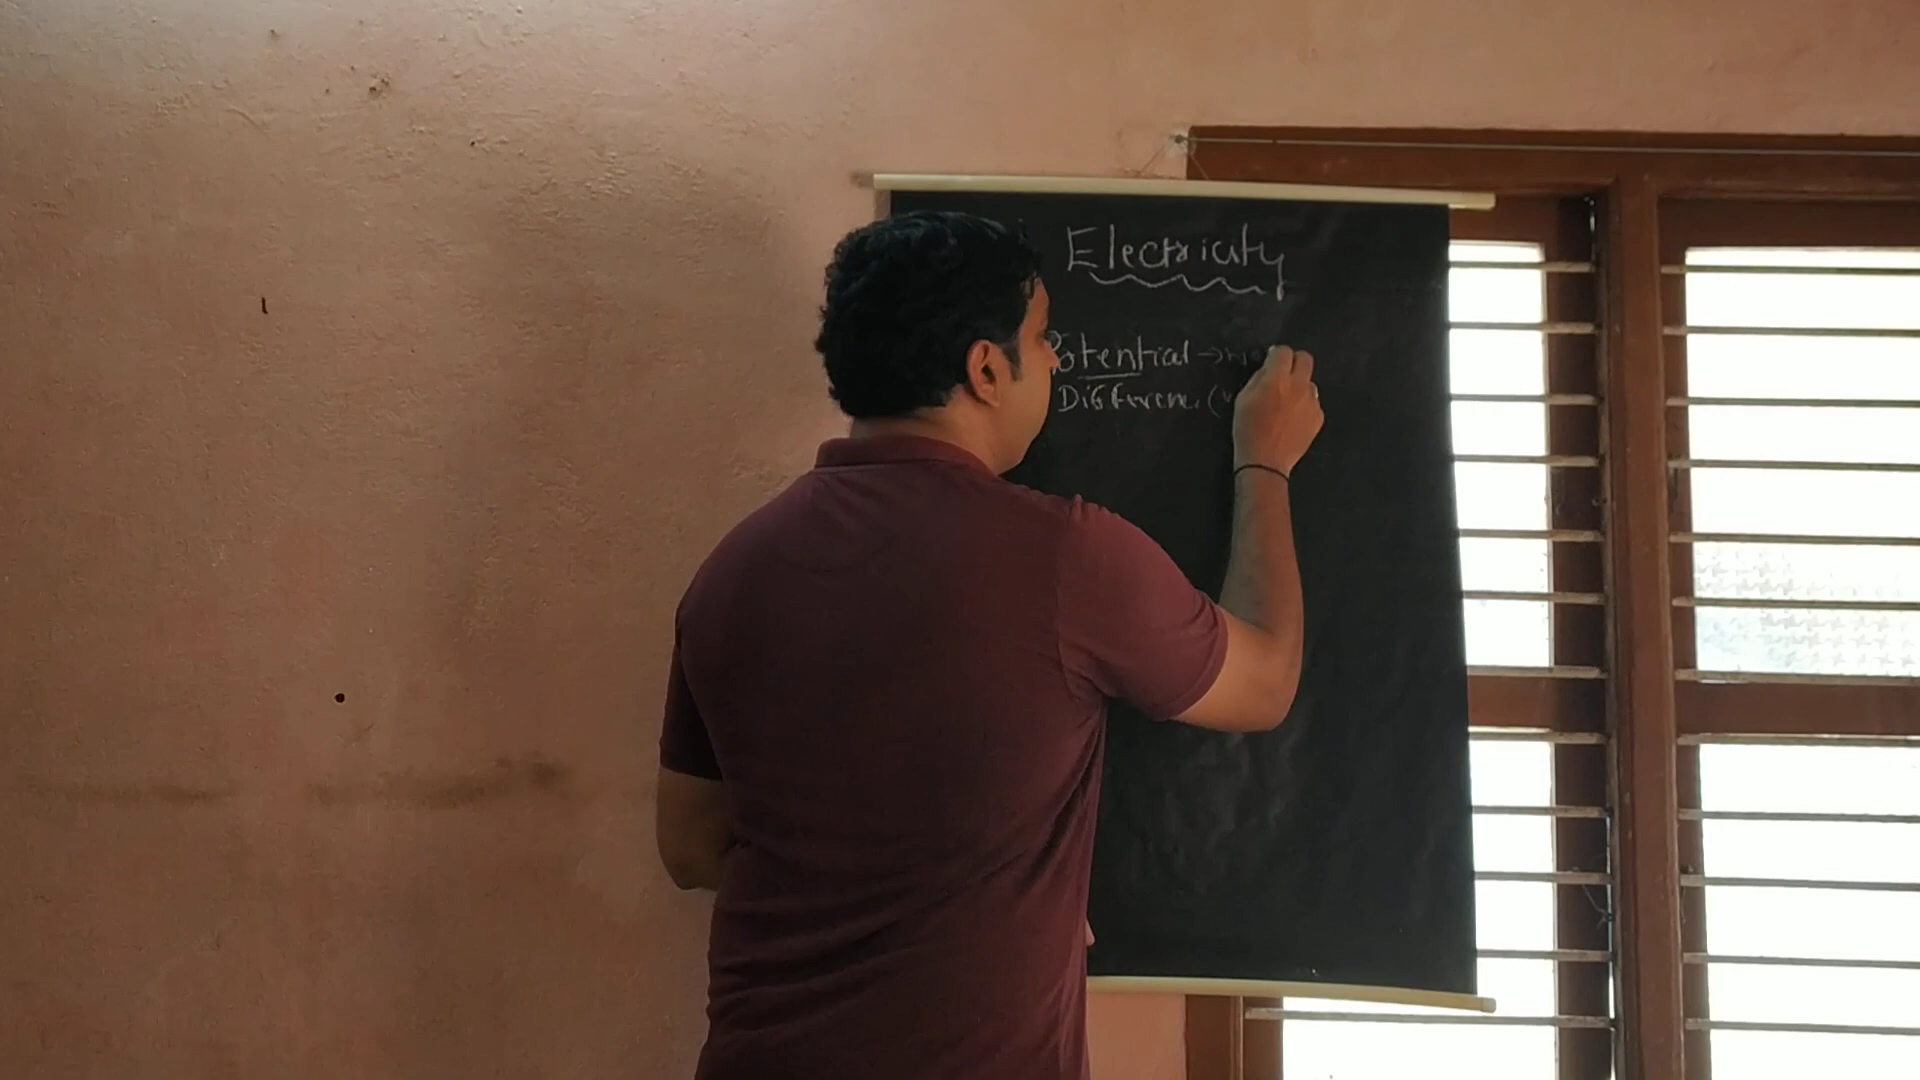 Electricity
Potential →
Difference (v